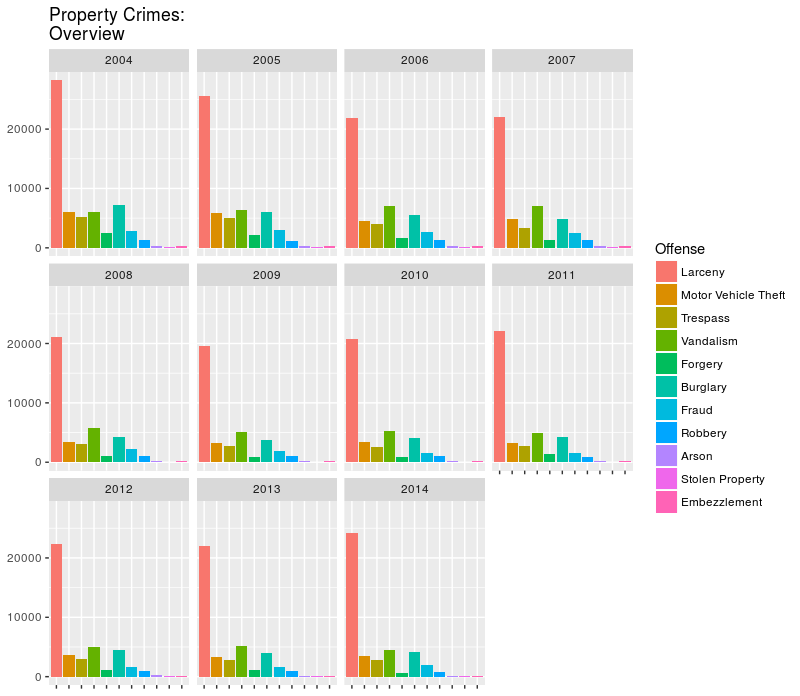 Property Crimes:
Overview
2004 2005 2006 2007
20000
10000
0
2008 2009 2010 2011
20000
10000
0
2012 2013 2014
20000
10000
0
Offense
Larceny
Motor Vehicle Theft
Trespass
Vandalism
Forgery
Burglary
Fraud
Robbery
Arson
Stolen Property
Embezzlement